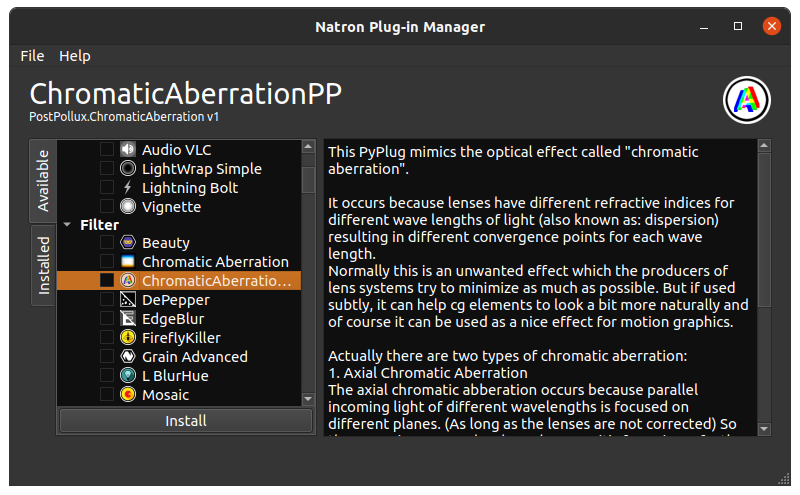 Natron Plug-in Manager
File Help
ChromaticAberrationPP
PostPollux.ChromaticAberration v1
Available
Installed
Audio VLC
LightWrap Simple
Lightning Bolt
Vignette
Filter
Beauty
Chromatic Aberration
ChromaticAberratio...
DePepper
EdgeBlur
FireflyKiller
Grain Advanced
L BlurHue
Mosaic
Install
This PyPlug mimics the optical effect called "chromatic
aberration".
It occurs because lenses have different refractive indices for
different wave lengths of light (also known as: dispersion)
resulting in different convergence points for each wave
length.
Normally this is an unwanted effect which the producers of
lens systems try to minimize as much as possible. But if used
subtly, it can help cg elements to look a bit more naturally and
of course it can be used as a nice effect for motion graphics.
Actually there are two types of chromatic aberration:
1. Axial Chromatic Aberration
The axial chromatic abberation occurs because parallel
incoming light of different wavelengths is focused on
different planes. (As long as the lenses are not corrected) So